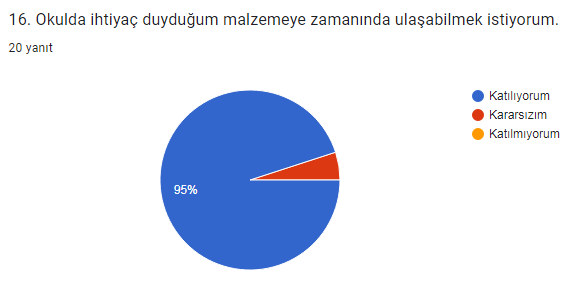 16. Okulda ihtiyaç duyduğum malzemeye zamanında ulaşabilmek istiyorum.
20 yanıt
Katılıyorum
Kararsızım
Katılmıyorum
95%